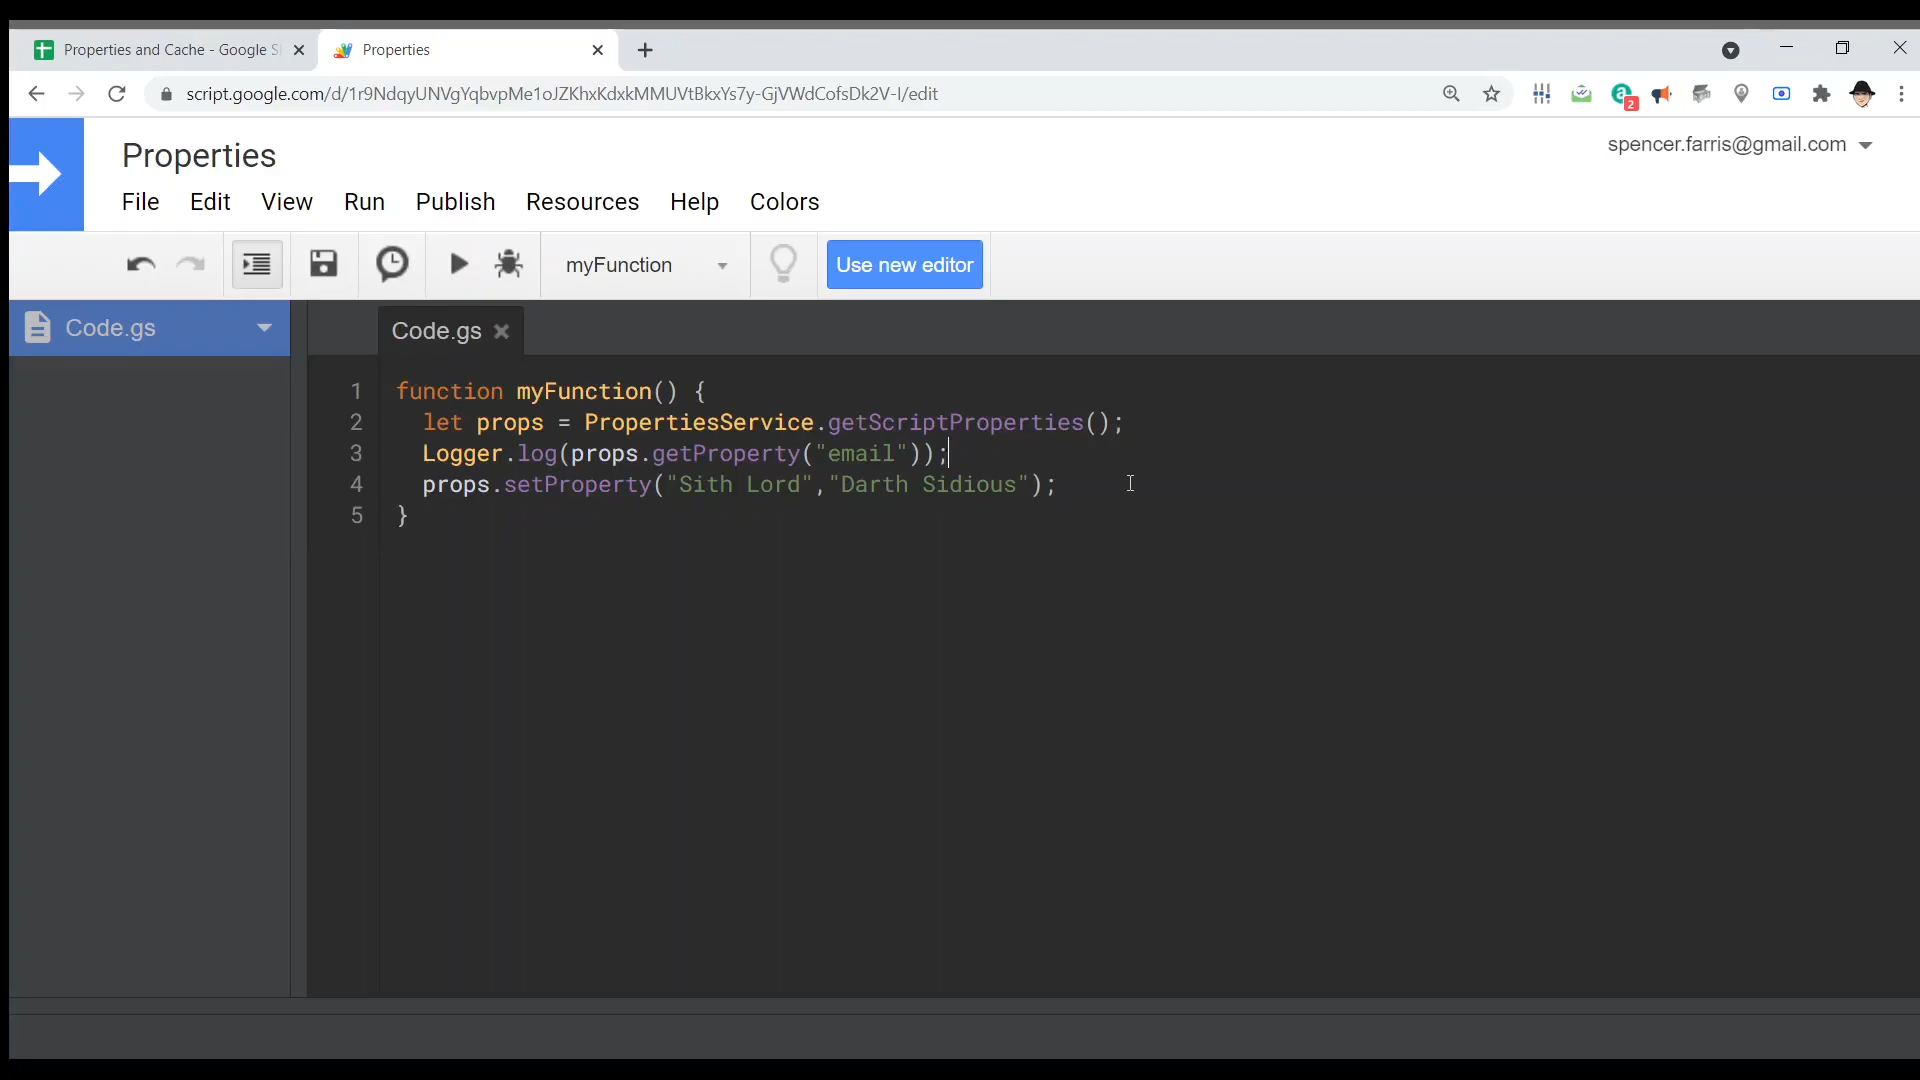 Properties and Cache - Google S
Properties
script.google.com/d/1r9NdqyUNVgYqbvpMe1oJZKhxKdxkMMUVtBkxYs7y-GjVWdCofsDk2V-I/edit
2
Properties
spencer.farris@gmail.com
File Edit View Run Publish Resources Help Colors
myFunction
Use new editor
Code.gs
Code.gs
1 function myFunction() {
2 let props = PropertiesService.getScriptProperties();
3 Logger.log(props.getProperty("email"));
4 props.setProperty("Sith Lord","Darth Sidious");
5 }